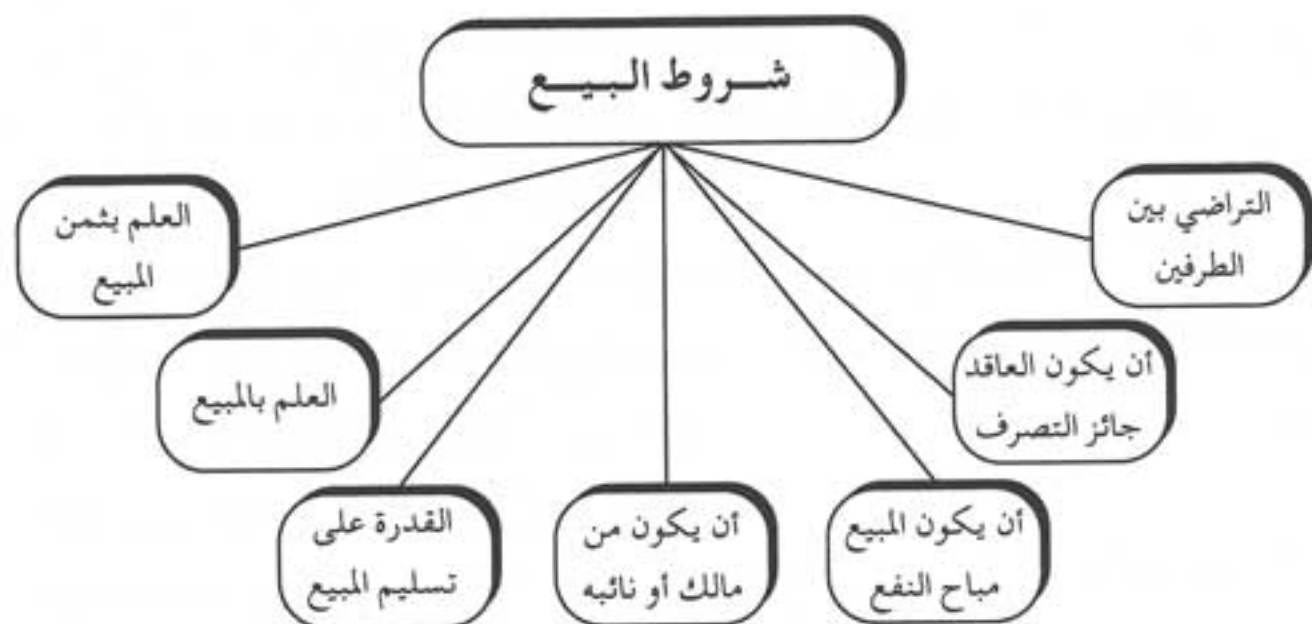 شروط البيع
التراضي بين
الطرفين
أن يكون العاقد
جائز التصرف
أن يكون المبيع
مباح النفع
أن يكون من
مالك أو نائبه
القدرة على
تسليم المبيع
العلم بالمبيع
العلم بثمن
المبيع